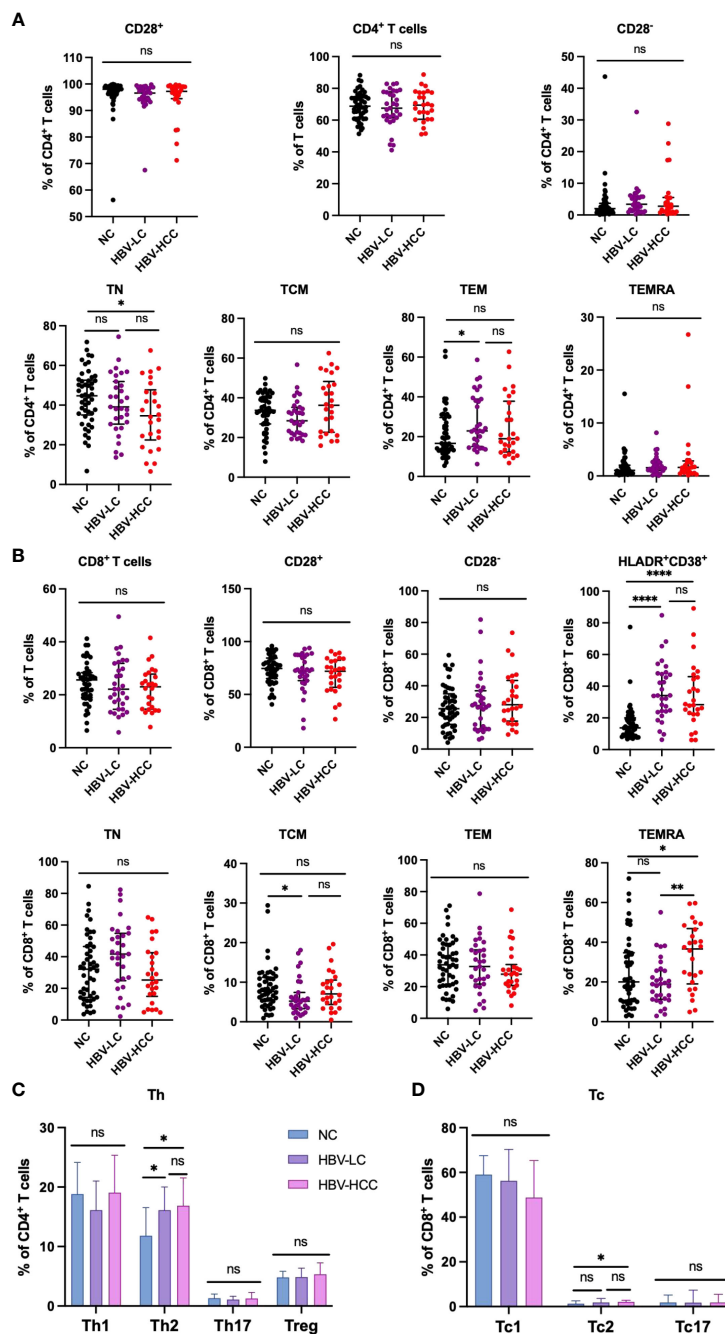 A
CD28⁺
ns
% of CD4⁺ T cells
100
90
80
70
60
50
NC
HBV-LC
HBV-HCC
CD4⁺ T cells
ns
% of T cells
100
80
60
40
20
0
NC
HBV-LC
HBV-HCC
CD28⁻
ns
% of CD4⁺ T cells
50
40
30
20
10
0
NC
HBV-LC
HBV-HCC
TN
*
ns
ns
% of CD4⁺ T cells
80
60
40
20
0
NC
HBV-LC
HBV-HCC
TCM
ns
% of CD4⁺ T cells
80
60
40
20
0
NC
HBV-LC
HBV-HCC
TEM
ns
*
ns
% of CD4⁺ T cells
80
60
40
20
0
NC
HBV-LC
HBV-HCC
TEMRA
ns
% of CD4⁺ T cells
30
20
10
0
NC
HBV-LC
HBV-HCC
B
CD8⁺ T cells
ns
% of T cells
60
40
20
0
NC
HBV-LC
HBV-HCC
CD28⁺
ns
% of CD8⁺ T cells
150
100
50
0
NC
HBV-LC
HBV-HCC
CD28⁻
ns
% of CD8⁺ T cells
100
80
60
40
20
0
NC
HBV-LC
HBV-HCC
HLADR⁺CD38⁺
****
****
ns
% of CD8⁺ T cells
100
80
60
40
20
0
NC
HBV-LC
HBV-HCC
TN
ns
% of CD8⁺ T cells
100
80
60
40
20
0
NC
HBV-LC
HBV-HCC
TCM
ns
*
ns
% of CD8⁺ T cells
40
30
20
10
0
NC
HBV-LC
HBV-HCC
TEM
ns
% of CD8⁺ T cells
100
80
60
40
20
0
NC
HBV-LC
HBV-HCC
TEMRA
*
ns
**
% of CD8⁺ T cells
80
60
40
20
0
NC
HBV-LC
HBV-HCC
C
Th
% of CD4⁺ T cells
30
20
10
0
ns
*
*
ns
ns
ns
NC
HBV-LC
HBV-HCC
Th1
Th2
Th17
Treg
D
Tc
% of CD8⁺ T cells
80
60
40
20
0
ns
*
ns
ns
ns
Tc1
Tc2
Tc17